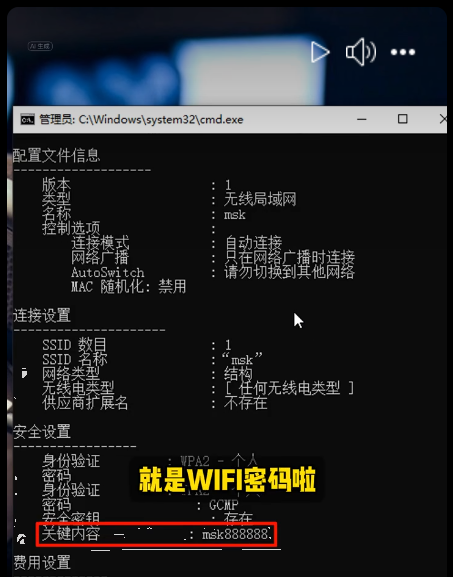 AI生成
管理员: C:\Windows\system32\cmd.exe
配置文件信息
-------------------
版本 : 1
类型 : 无线局域网
名称 : msk
控制选项 :
连接模式 : 自动连接
网络广播 : 只在网络广播时连接
AutoSwitch : 请勿切换到其他网络
MAC 随机化: 禁用
连接设置
---------------------
SSID 数目 : 1
SSID 名称 :“msk”
网络类型 : 结构
无线电类型 : [ 任何无线电类型 ]
供应商扩展名 : 不存在
安全设置
-----------------
身份验证 : WPA2 - 个人
密码
就是WIFI密码啦
身份验证
密码 : GCMP
安全密钥 : 存在
关键内容 : msk888888
费用设置